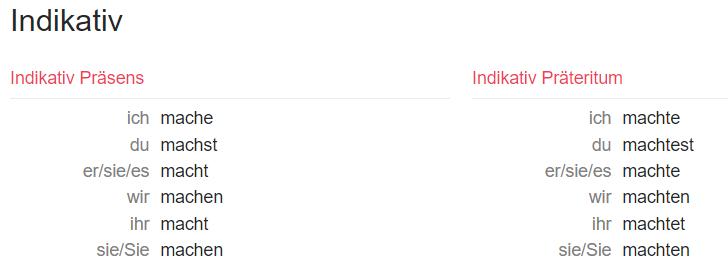 Indikativ
Indikativ Präsens
ich mache
du machst
er/sie/es macht
wir machen
ihr macht
sie/Sie machen
Indikativ Präteritum
ich machte
du machtest
er/sie/es machte
wir machten
ihr machtet
sie/Sie machten